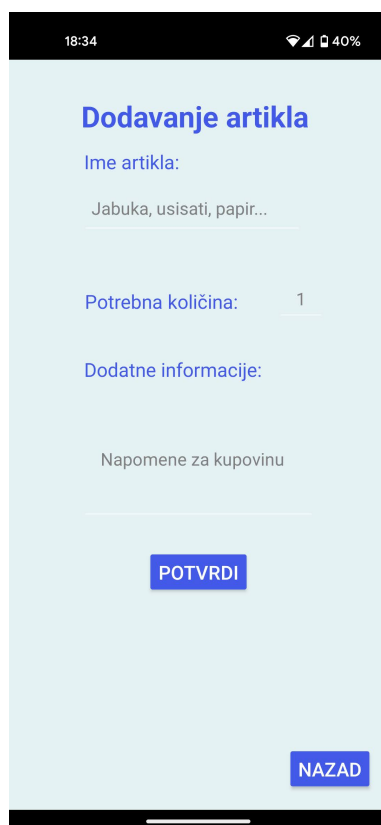 18:34
40%
Dodavanje artikla
Ime artikla:
Jabuka, usisati, papir...
Potrebna količina:
1
Dodatne informacije:
Napomene za kupovinu
POTVRDI
NAZAD